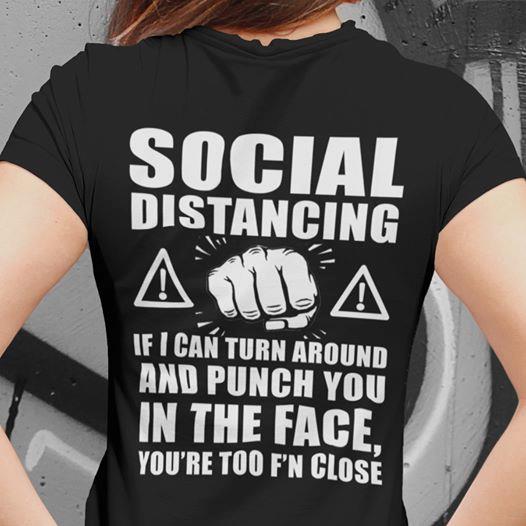 SOCIAL
DISTANCING
IF I CAN TURN AROUND
AND PUNCH YOU
IN THE FACE,
YOU'RE TOO F'N CLOSE